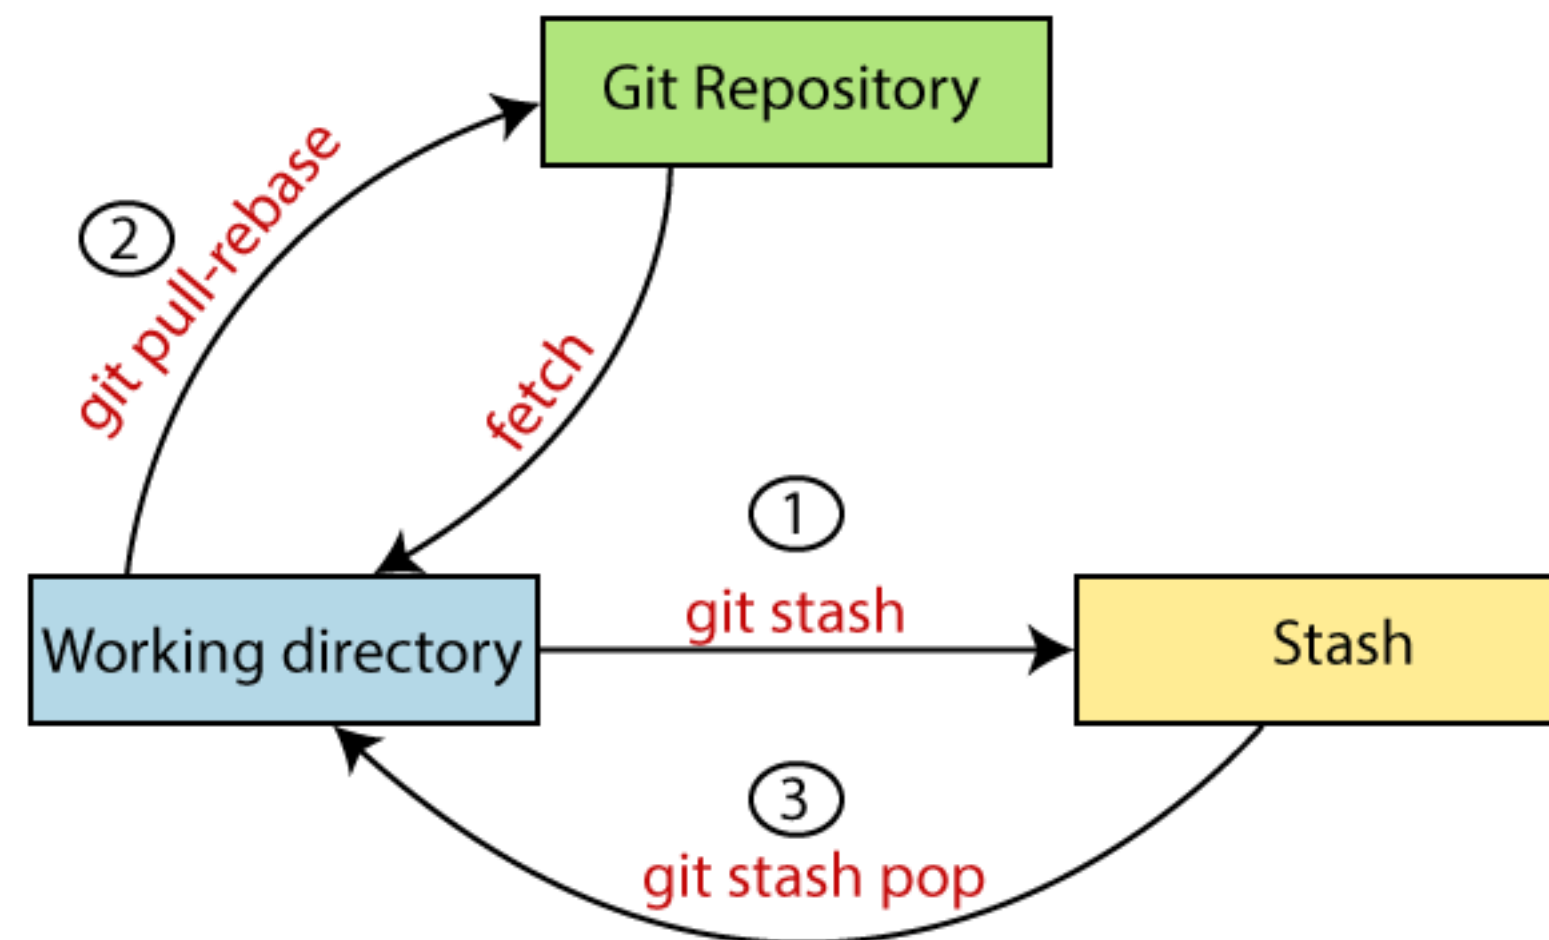 Git Repository
2
git pull-rebase
fetch
1
git stash
Working directory
Stash
3
git stash pop